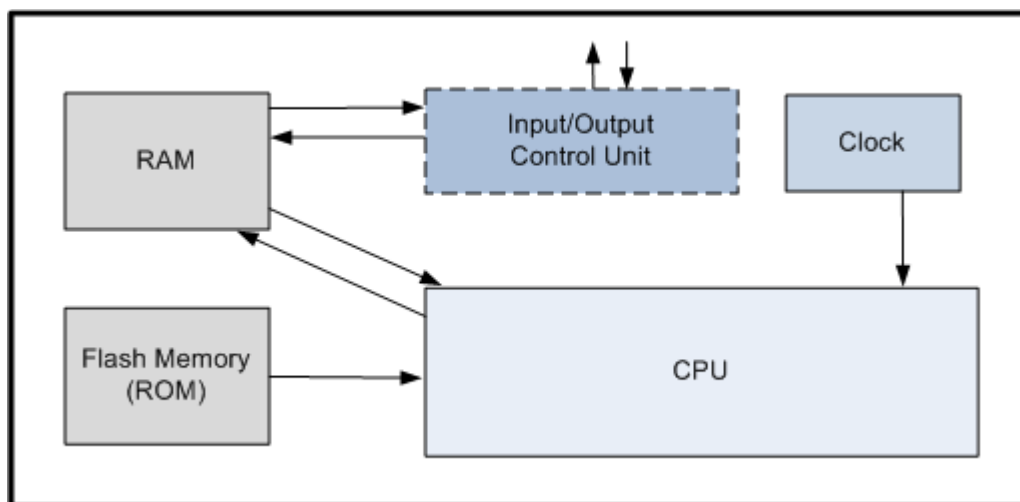 RAM
Input/Output
Control Unit
Clock
Flash Memory
(ROM)
CPU